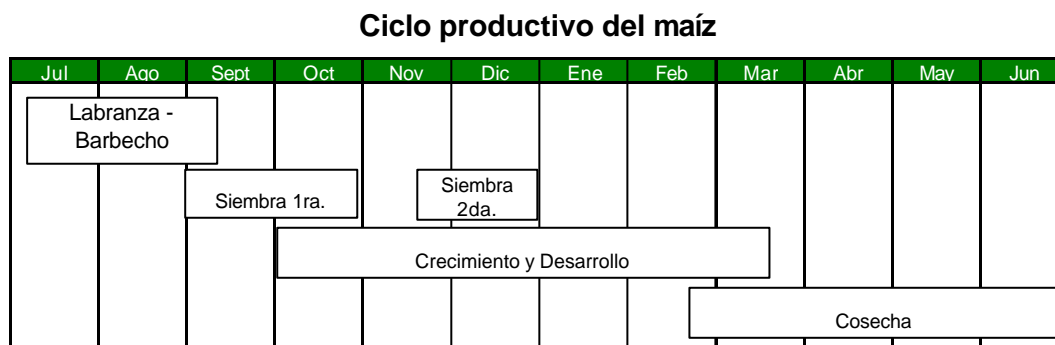 Ciclo productivo del maíz
Jul Ago Sept Oct Nov Dic Ene Feb Mar Abr May Jun
Labranza -
Barbecho
Siembra 1ra.
Siembra
2da.
Crecimiento y Desarrollo
Cosecha